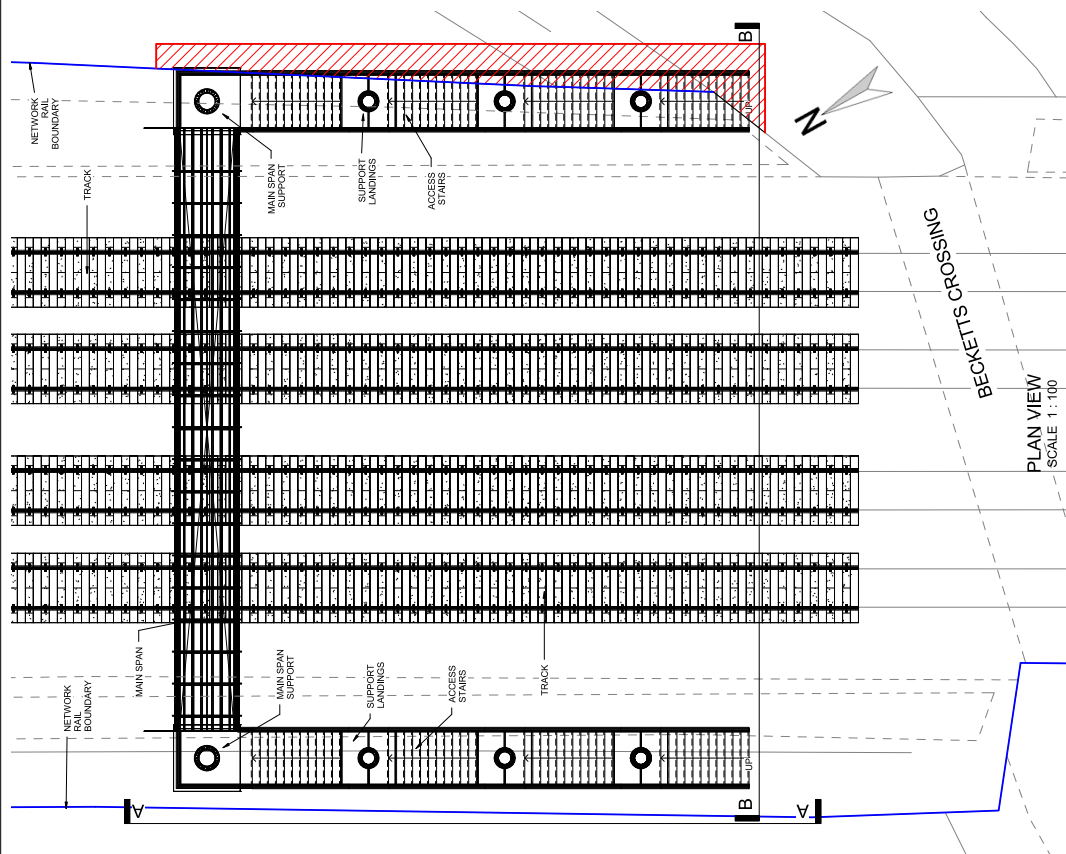 B
NETWORK
RAIL
BOUNDARY
TRACK
MAIN SPAN
SUPPORT
SUPPORT
LANDINGS
ACCESS
STAIRS
UP
N
BECKETTS CROSSING
PLAN VIEW
SCALE 1 : 100
MAIN SPAN
NETWORK
RAIL
BOUNDARY
MAIN SPAN
SUPPORT
SUPPORT
LANDINGS
ACCESS
STAIRS
TRACK
UP
A
B
A